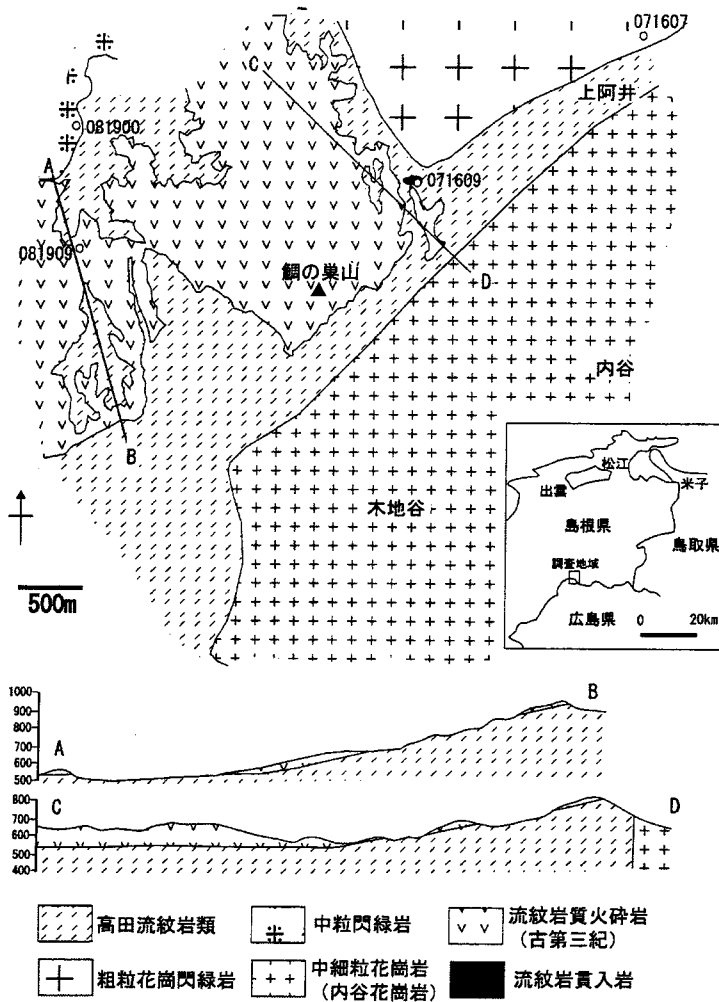 071607
C
上阿井
081900
A
071609
081909
鯛の巣山
D
内谷
B
木地谷
500m
松江
米子
出雲
島根県
鳥取県
調査地域
広島県
0 20km
1000
900
800
700
600
500
A
B
800
700
600
500
400
C
D
高田流紋岩類
中粒閃緑岩
流紋岩質火砕岩
(古第三紀)
粗粒花崗閃緑岩
中細粒花崗岩
(内谷花崗岩)
流紋岩貫入岩